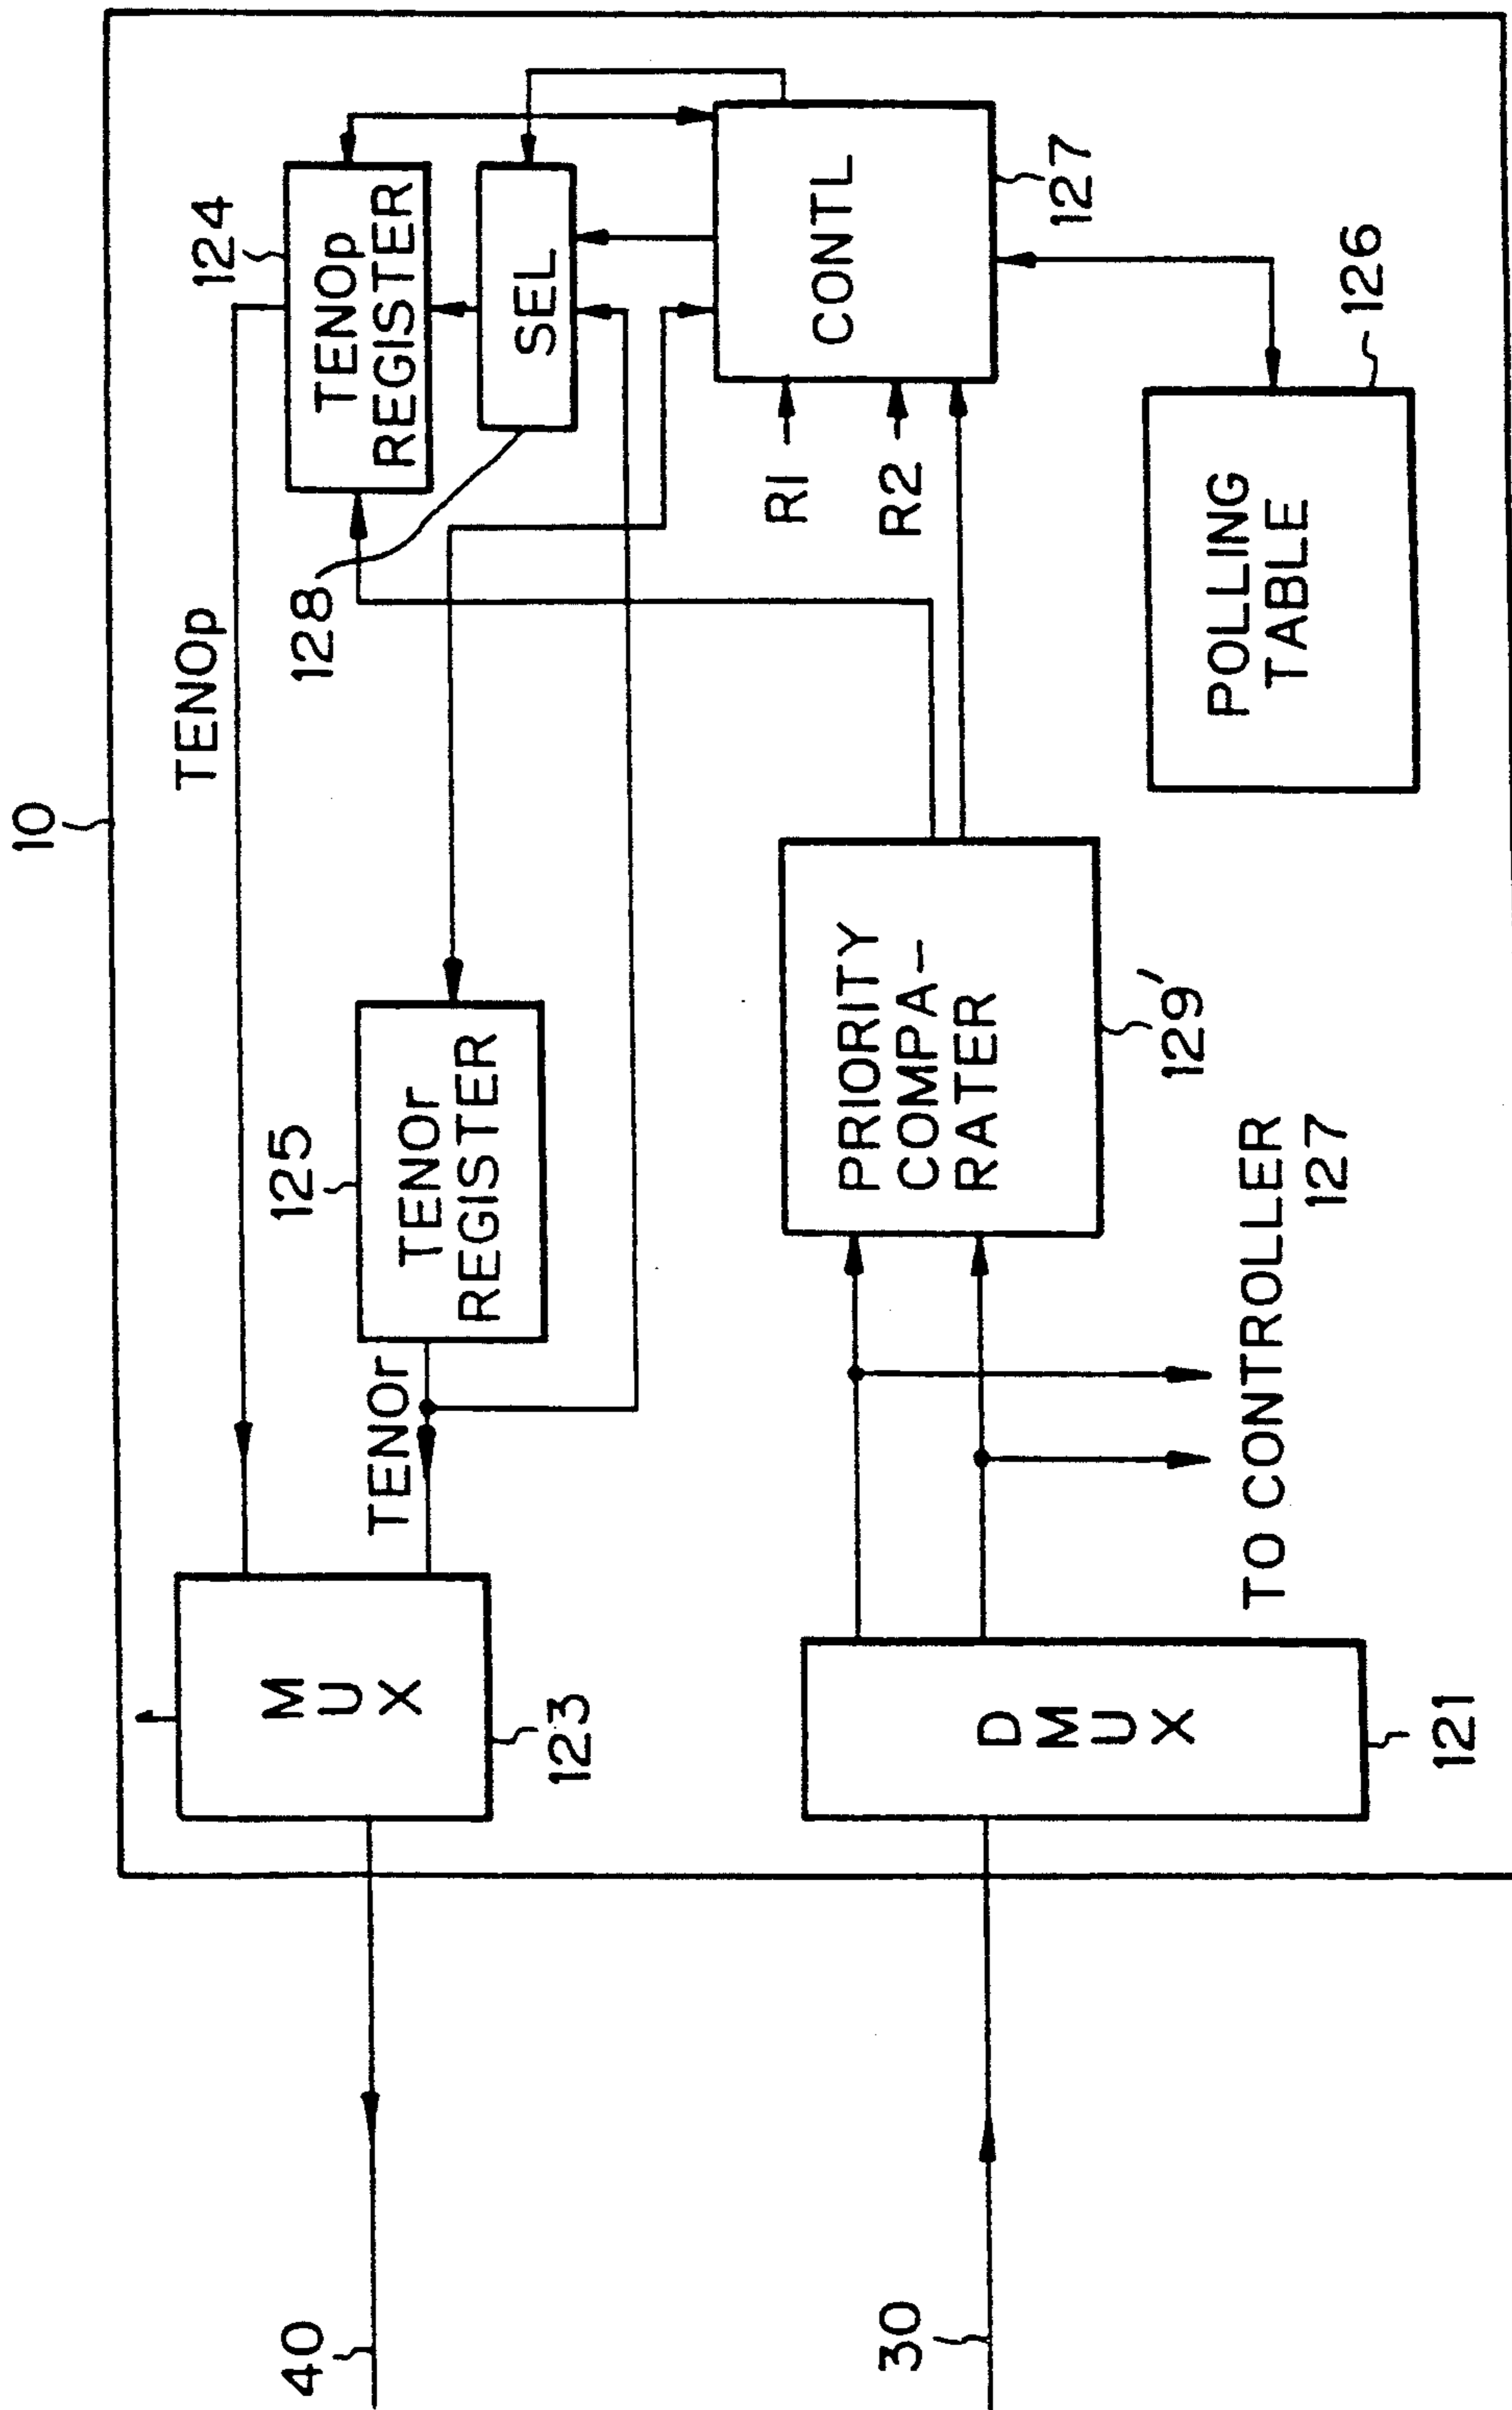 10
TENOp
124
TENOp
REGISTER
SEL
128
125
TENOr
REGISTER
TENOr
M
U
X
123
40
R1
R2
CONTL
127
PRIORITY
COMPA-
RATER
129'
POLLING
TABLE
126
TO CONTROLLER
127
D
M
U
X
121
30